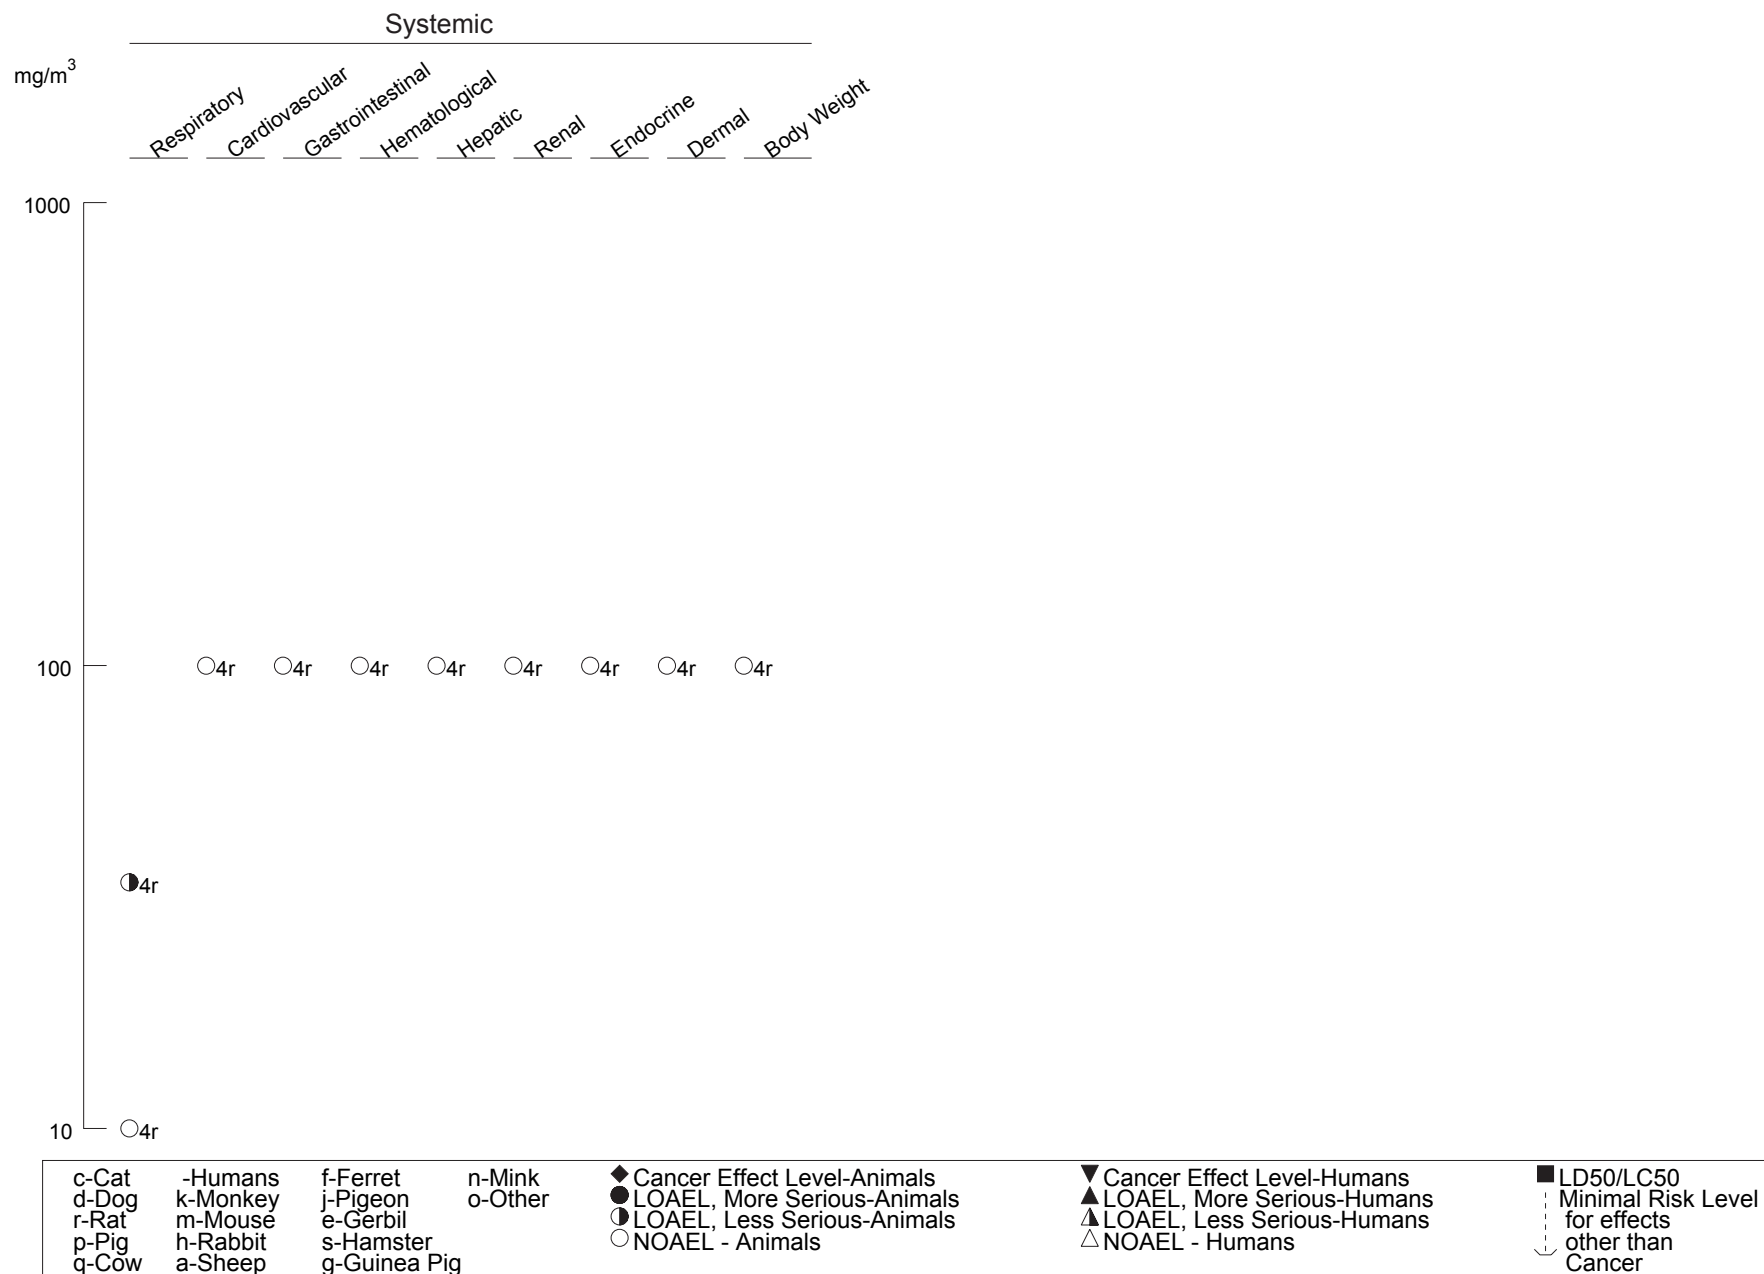 Systemic
mg/m3
Respiratory
Cardiovascular
Gastrointestinal
Hematological
Hepatic
Renal
Endocrine
Dermal
Body Weight
1000
100
4r 4r 4r 4r 4r 4r 4r 4r
4r
10
4r
c-Cat -Humans f-Ferret n-Mink
d-Dog k-Monkey j-Pigeon o-Other
r-Rat m-Mouse e-Gerbil
p-Pig h-Rabbit s-Hamster
q-Cow a-Sheep g-Guinea Pig
Cancer Effect Level-Animals
LOAEL, More Serious-Animals
LOAEL, Less Serious-Animals
NOAEL - Animals
Cancer Effect Level-Humans
LOAEL, More Serious-Humans
LOAEL, Less Serious-Humans
NOAEL - Humans
LD50/LC50
Minimal Risk Level
for effects
other than
Cancer